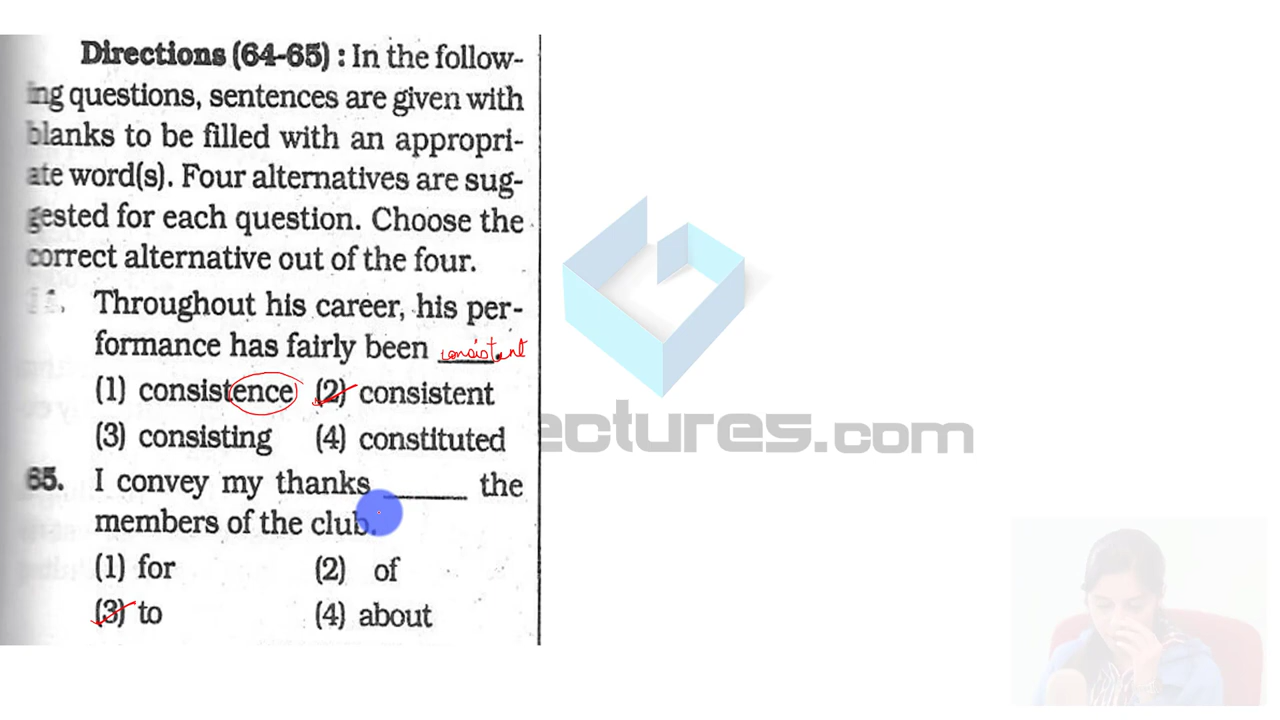 Directions (64-65) : In the follow-
ing questions, sentences are given with
blanks to be filled with an appropri-
ate word(s). Four alternatives are sug-
gested for each question. Choose the
correct alternative out of the four.
Throughout his career, his per-
formance has fairly been consistent.
(1) consistence (2) consistent
(3) consisting (4) constituted
65. I convey my thanks ______ the
members of the club.
(1) for (2) of
(3) to (4) about
ectures.com